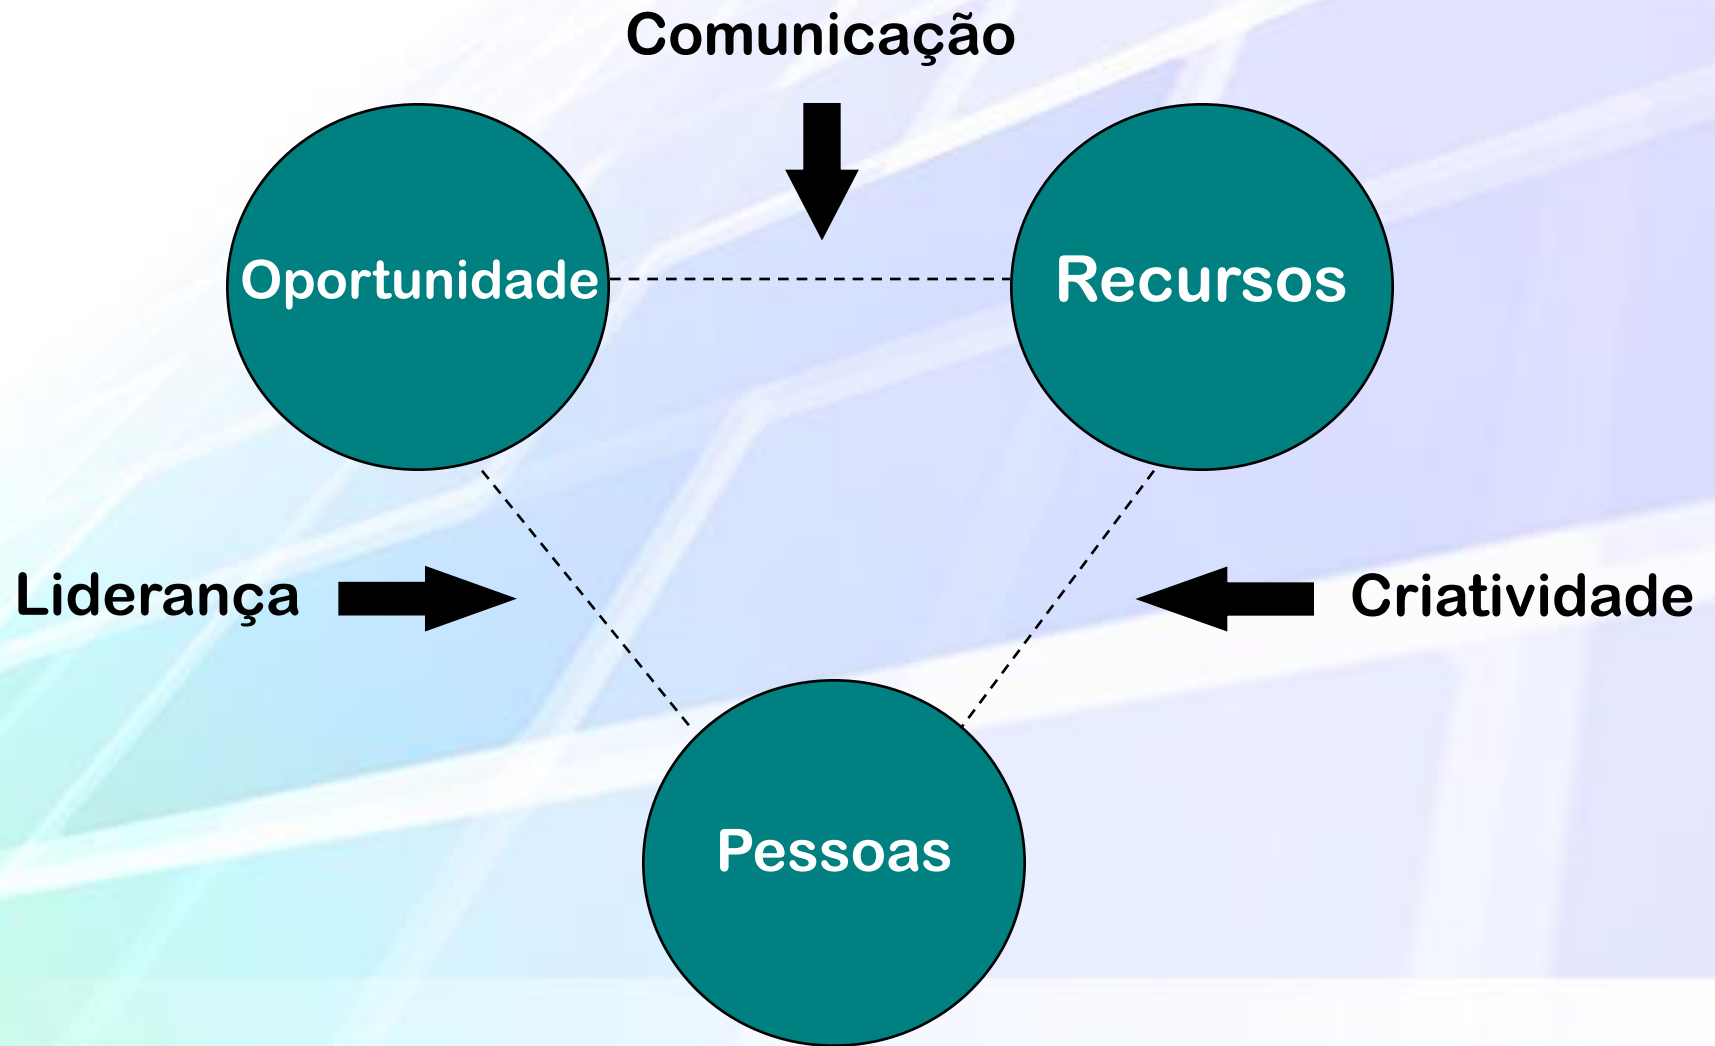 Comunicação
Oportunidade
Recursos
Liderança
Criatividade
Pessoas